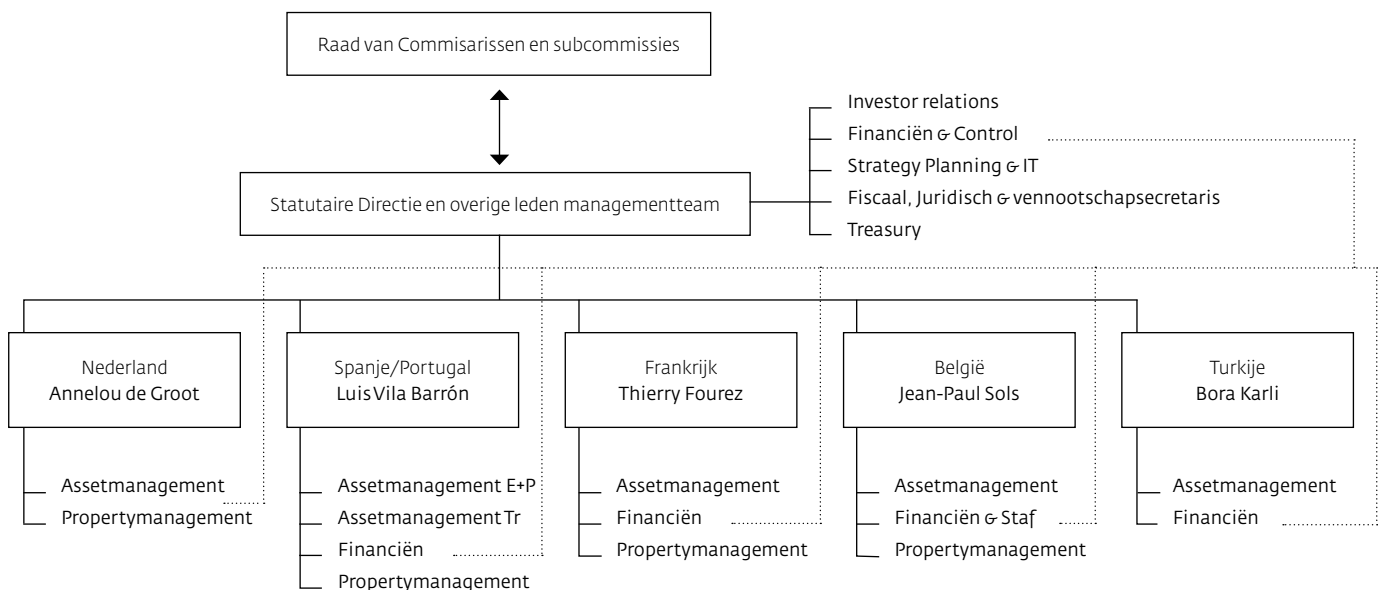 Raad van Commisarissen en subcommissies
Investor relations
Financiën & Control
Strategy Planning & IT
Statutaire Directie en overige leden managementteam
Fiscaal, Juridisch & vennootschapsecretaris
Treasury
Nederland
Annelou de Groot
Spanje/Portugal
Luis Vila Barrón
Frankrijk
Thierry Fourez
België
Jean-Paul Sols
Turkije
Bora Karli
Assetmanagement
Propertymanagement
Assetmanagement E+P
Assetmanagement Tr
Financiën
Propertymanagement
Assetmanagement
Financiën
Propertymanagement
Assetmanagement
Financiën & Staf
Propertymanagement
Assetmanagement
Financiën